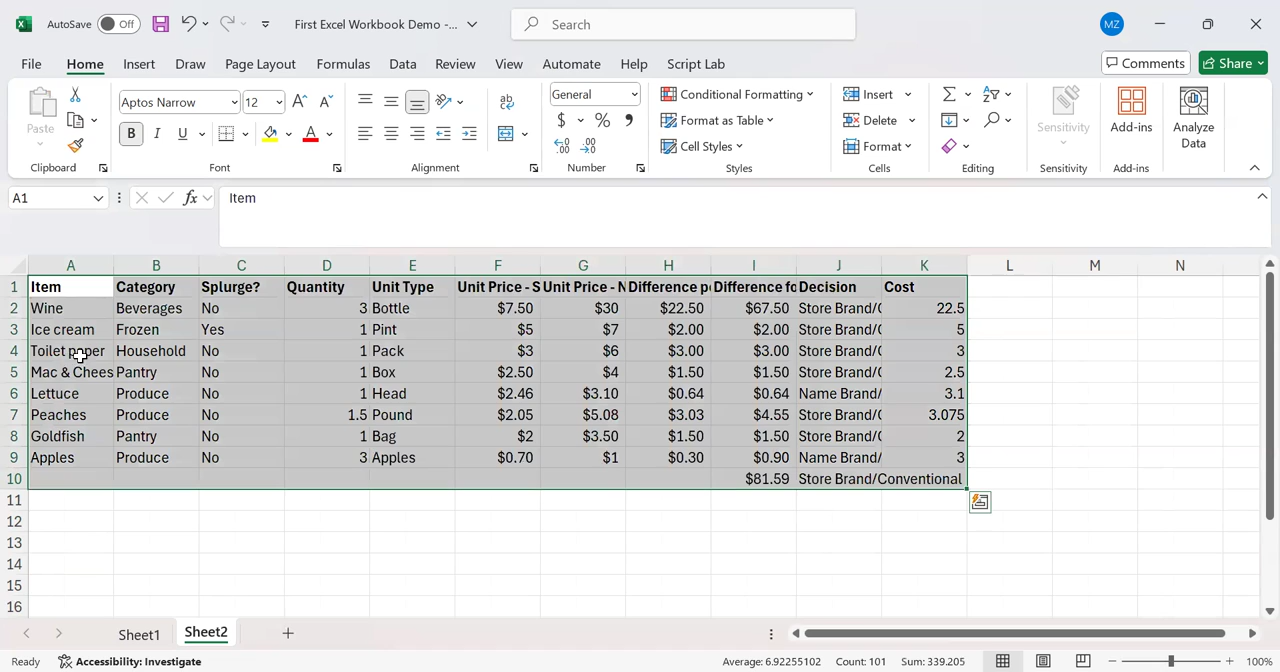 AutoSave Off First Excel Workbook Demo -... Search MZ
File Home Insert Draw Page Layout Formulas Data Review View Automate Help Script Lab Comments Share
Paste Aptos Narrow 12 A A General Conditional Formatting Insert Sensitivity Add-ins Analyze Data
B I U A ab $ % , Format as Table Delete
Cell Styles Format
Clipboard Font Alignment Number Styles Cells Editing Sensitivity Add-ins
A1 fx Item
A B C D E F G H I J K L M N
1 Item Category Splurge? Quantity Unit Type Unit Price - S Unit Price - N Difference pe Difference fo Decision Cost
2 Wine Beverages No 3 Bottle $7.50 $30 $22.50 $67.50 Store Brand/C 22.5
3 Ice cream Frozen Yes 1 Pint $5 $7 $2.00 $2.00 Store Brand/C 5
4 Toilet paper Household No 1 Pack $3 $6 $3.00 $3.00 Store Brand/C 3
5 Mac & Chees Pantry No 1 Box $2.50 $4 $1.50 $1.50 Store Brand/C 2.5
6 Lettuce Produce No 1 Head $2.46 $3.10 $0.64 $0.64 Name Brand/ 3.1
7 Peaches Produce No 1.5 Pound $2.05 $5.08 $3.03 $4.55 Store Brand/C 3.075
8 Goldfish Pantry No 1 Bag $2 $3.50 $1.50 $1.50 Store Brand/C 2
9 Apples Produce No 3 Apples $0.70 $1 $0.30 $0.90 Name Brand/ 3
10 $81.59 Store Brand/Conventional
11
12
13
14
15
16
Sheet1 Sheet2
Ready Accessibility: Investigate Average: 6.92255102 Count: 101 Sum: 339.205 100%